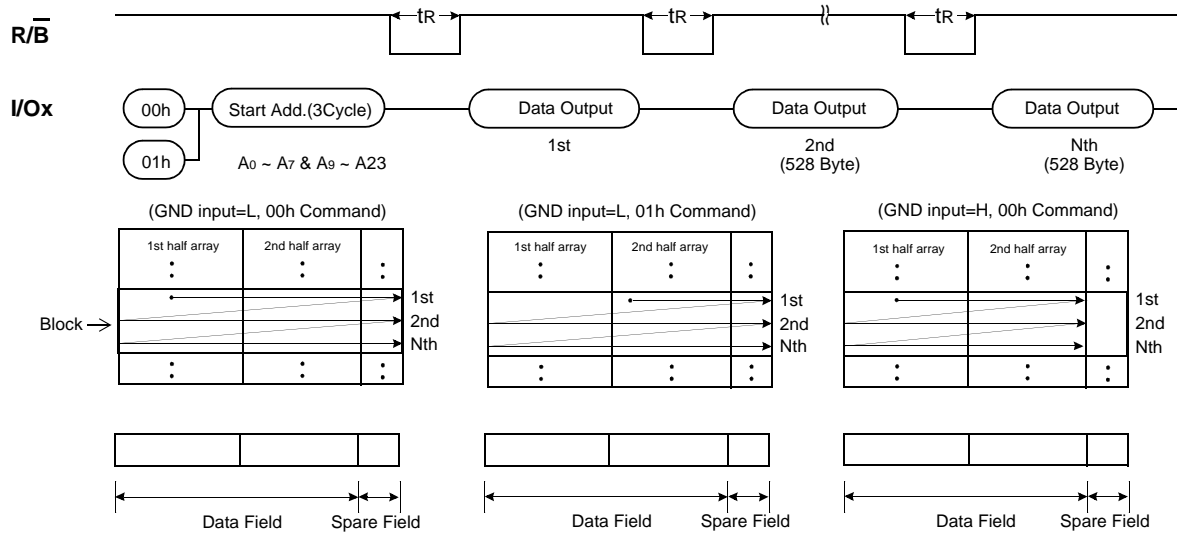 tR tR tR
R/B
I/Ox
00h Start Add.(3Cycle) Data Output Data Output Data Output
01h A0 ~ A7 & A9 ~ A23 1st 2nd Nth
(528 Byte) (528 Byte)
(GND input=L, 00h Command) (GND input=L, 01h Command) (GND input=H, 00h Command)
1st half array 2nd half array 1st half array 2nd half array 1st half array 2nd half array
1st 1st 1st
Block 2nd 2nd 2nd
Nth Nth Nth
Data Field Spare Field Data Field Spare Field Data Field Spare Field